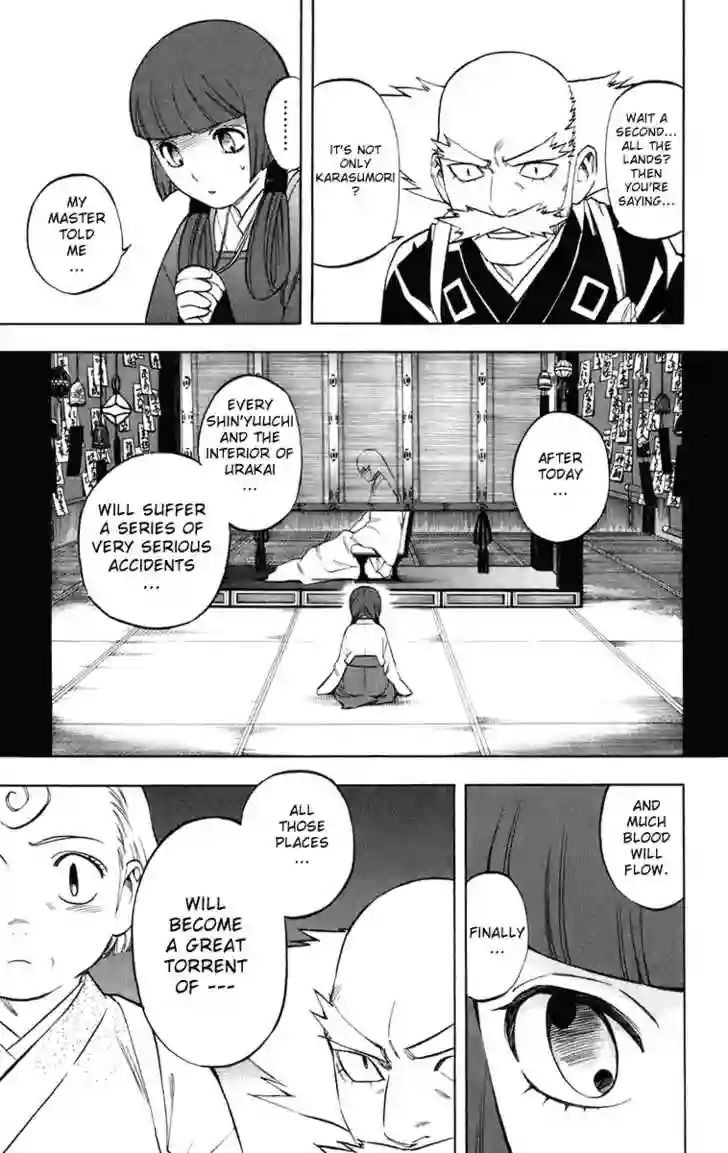 WAIT A
SECOND...
ALL THE
LANDS?
THEN
YOU'RE
SAYING...
IT'S NOT
ONLY
KARASUMORI
?
........
MY
MASTER
TOLD
ME
...
AFTER
TODAY
...
EVERY
SHIN'YUUCHI
AND THE
INTERIOR OF
URAKAI
...
WILL SUFFER
A SERIES OF
VERY SERIOUS
ACCIDENTS
...
AND
MUCH
BLOOD
WILL
FLOW.
FINALLY
...
ALL
THOSE
PLACES
...
WILL
BECOME
A GREAT
TORRENT
OF ---